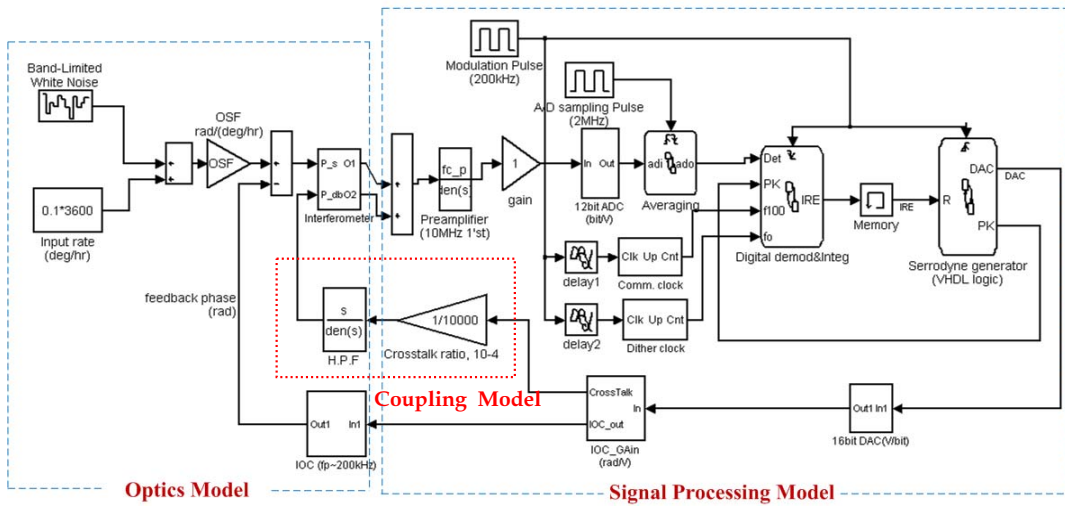 Band-Limited
White Noise
0.1*3600
Input rate
(deg/hr)
OSF
rad/(deg/hr)
OSF
P_s O1
P_dbO2
Interferometer
feedback phase
(rad)
s
den(s)
H.P.F
1/10000
Crosstalk ratio, 10-4
Coupling Model
Out1 In1
IOC (fp~200kHz)
Optics Model
fc_p
den(s)
Preamplifier
(10MHz 1'st)
1
gain
Modulation Pulse
(200kHz)
A/D sampling Pulse
(2MHz)
In Out
12bit ADC
(bit/V)
adi ado
Averaging
delay1
Clk Up Cnt
Comm. clock
delay2
Clk Up Cnt
Dither clock
Det
PK
f100
fo
IRE
Digital demod&Integ
Memory
IRE
R
DAC
PK
DAC
Serrodyne generator
(VHDL logic)
CrossTalk
In
IOC_out
IOC_GAin
(rad/V)
Out1 In1
16bit DAC(V/bit)
Signal Processing Model